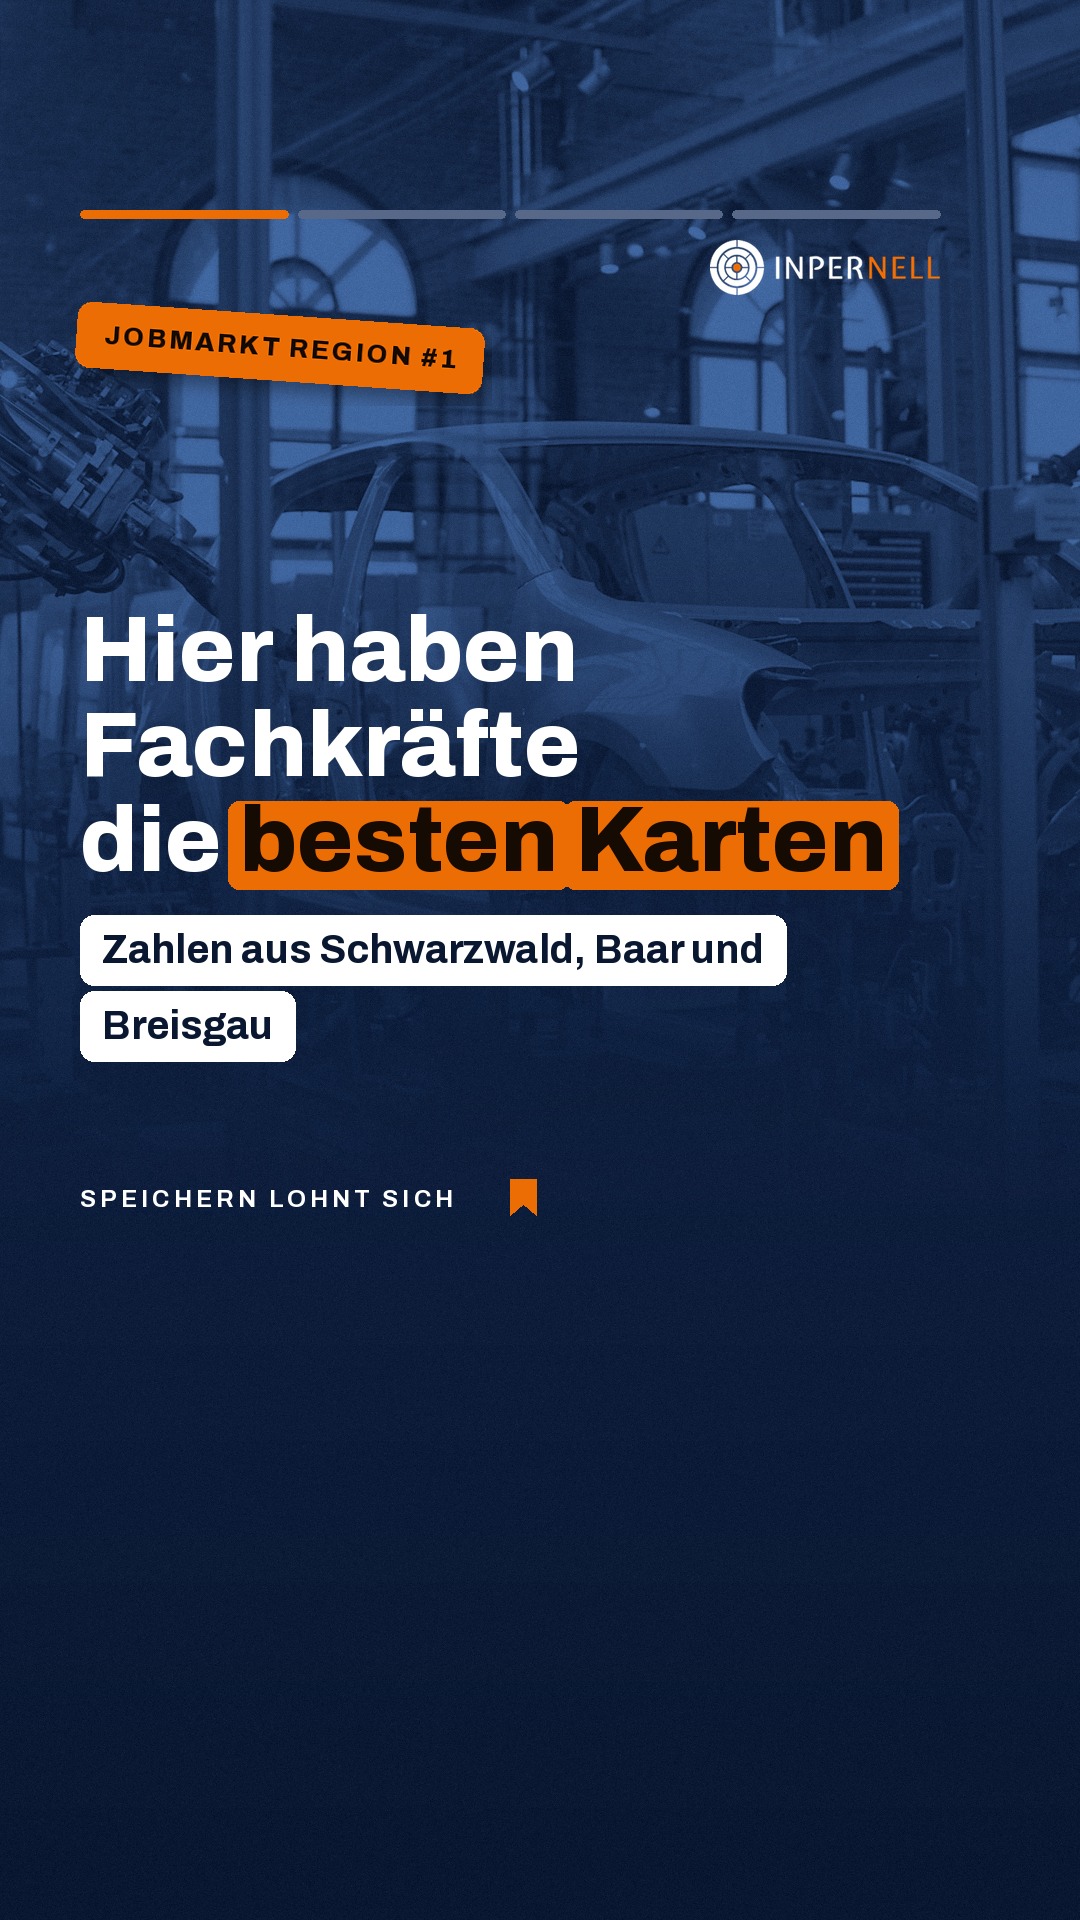 INPERNELL
JOBMARKT REGION #1
Hier haben
Fachkräfte
die besten Karten
Zahlen aus Schwarzwald, Baar und
Breisgau
SPEICHERN LOHNT SICH